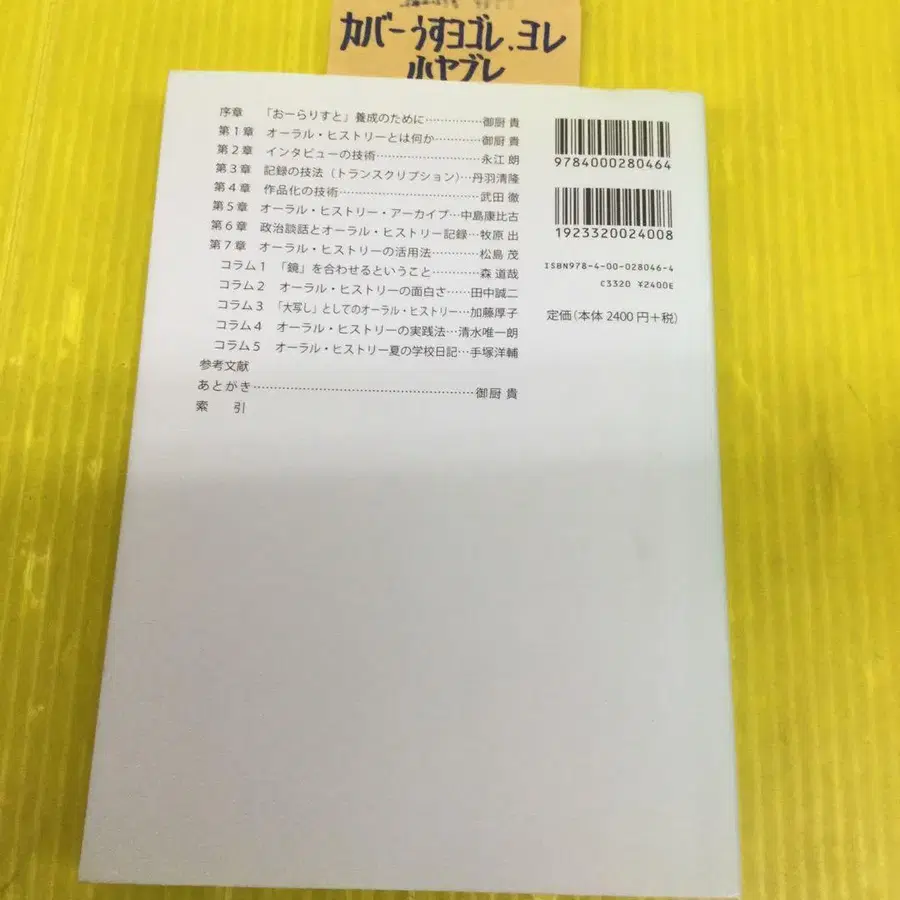 カバーうすヨゴレ、ヨレ
小ヤブレ
序章　「おーらりすと」養成のために……………御厨 貴
第1章　オーラル・ヒストリーとは何か…………御厨 貴
第2章　インタビューの技術…………………………永江 朗
第3章　記録の技法（トランスクリプション）…丹羽清隆
第4章　作品化の技術…………………………………武田 徹
第5章　オーラル・ヒストリー・アーカイブ…中島康比古
第6章　政治談話とオーラル・ヒストリー記録…牧原 出
第7章　オーラル・ヒストリーの活用法…………松島 茂
コラム1　「鏡」を合わせるということ…………森 道哉
コラム2　オーラル・ヒストリーの面白さ……田中誠二
コラム3　「大写し」としてのオーラル・ヒストリー…加藤厚子
コラム4　オーラル・ヒストリーの実践法…清水唯一朗
コラム5　オーラル・ヒストリー夏の学校日記…手塚洋輔
参考文献
あとがき…………………………………………………御厨 貴
索　引
9784000280464
1923320024008
ISBN978-4-00-028046-4
C3320 ¥2400E
定価（本体 2400 円＋税）